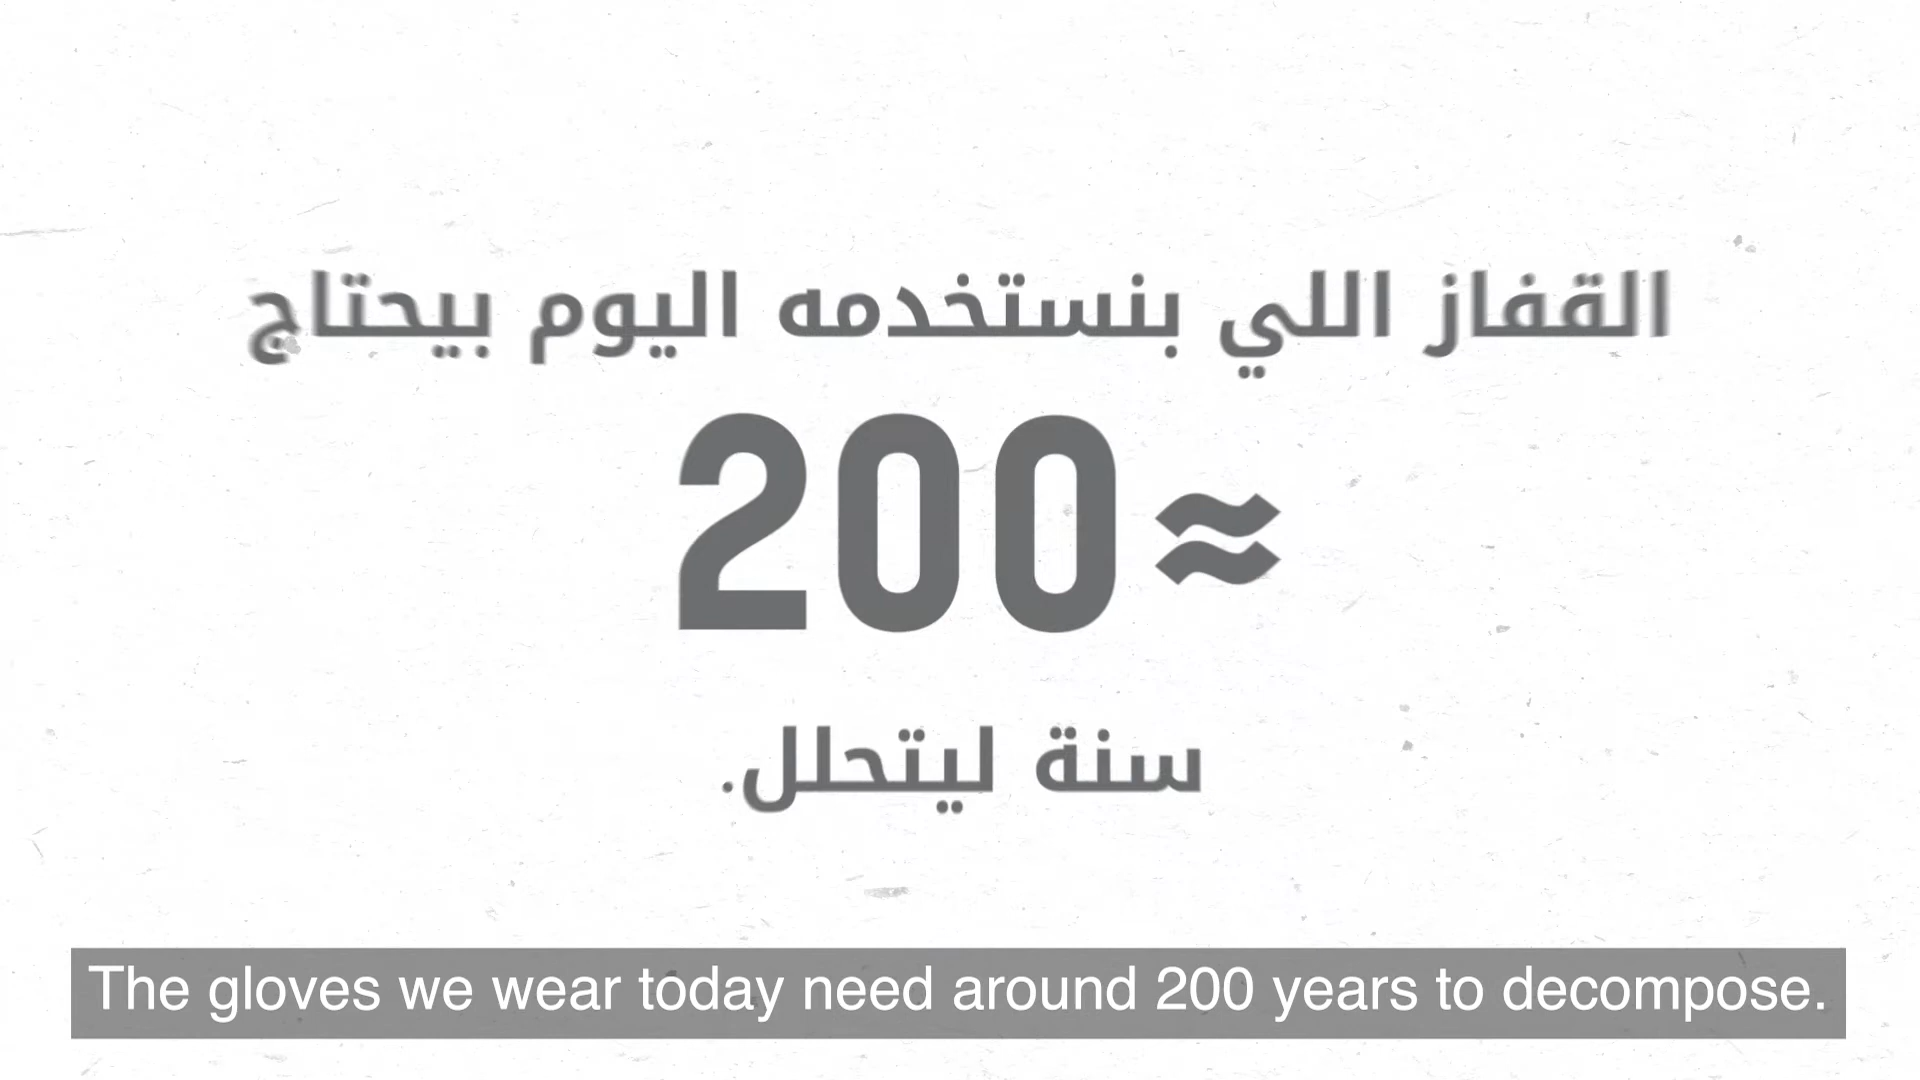 القفاز اللي بنستخدمه اليوم بيحتاج
≈200
سنة ليتحلل.
The gloves we wear today need around 200 years to decompose.